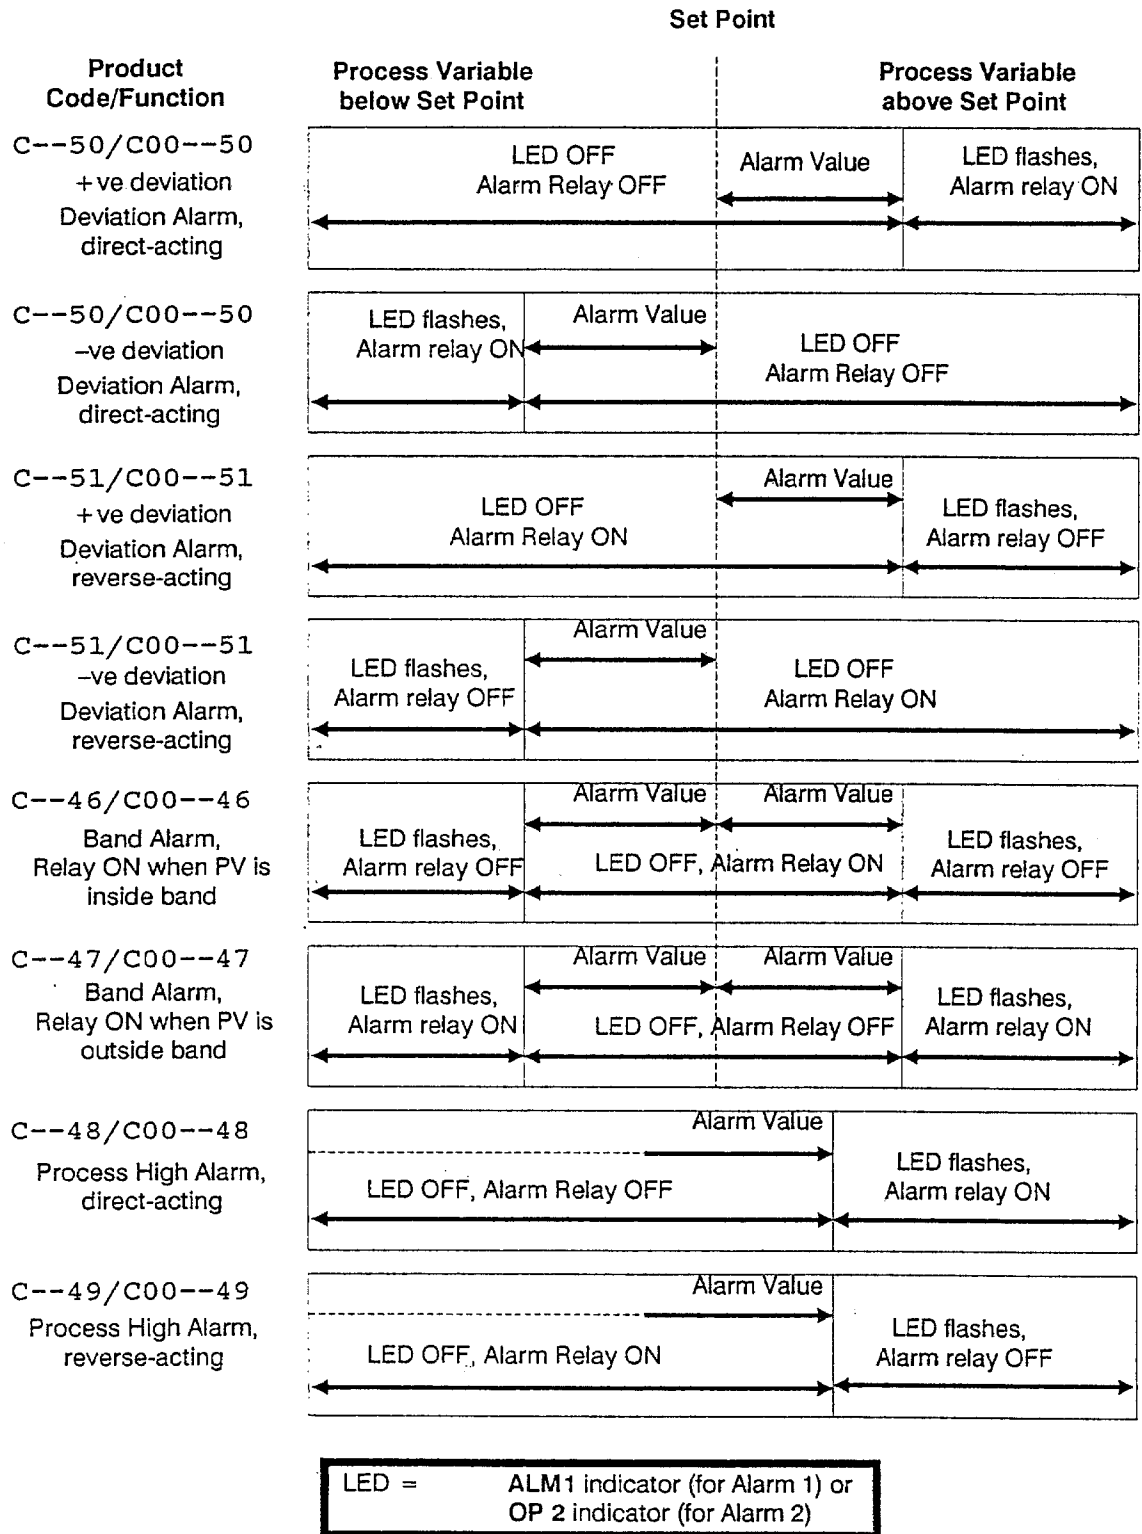 Set Point
Product
Code/Function
Process Variable
below Set Point
Process Variable
above Set Point
C--50/C00--50
+ve deviation
Deviation Alarm,
direct-acting
LED OFF
Alarm Relay OFF
Alarm Value
LED flashes,
Alarm relay ON
C--50/C00--50
–ve deviation
Deviation Alarm,
direct-acting
LED flashes,
Alarm relay ON
Alarm Value
LED OFF
Alarm Relay OFF
C--51/C00--51
+ve deviation
Deviation Alarm,
reverse-acting
LED OFF
Alarm Relay ON
Alarm Value
LED flashes,
Alarm relay OFF
C--51/C00--51
–ve deviation
Deviation Alarm,
reverse-acting
LED flashes,
Alarm relay OFF
Alarm Value
LED OFF
Alarm Relay ON
C--46/C00--46
Band Alarm,
Relay ON when PV is
inside band
LED flashes,
Alarm relay OFF
Alarm Value
Alarm Value
LED OFF, Alarm Relay ON
LED flashes,
Alarm relay OFF
C--47/C00--47
Band Alarm,
Relay ON when PV is
outside band
LED flashes,
Alarm relay ON
Alarm Value
Alarm Value
LED OFF, Alarm Relay OFF
LED flashes,
Alarm relay ON
C--48/C00--48
Process High Alarm,
direct-acting
Alarm Value
LED OFF, Alarm Relay OFF
LED flashes,
Alarm relay ON
C--49/C00--49
Process High Alarm,
reverse-acting
Alarm Value
LED OFF, Alarm Relay ON
LED flashes,
Alarm relay OFF
LED = ALM1 indicator (for Alarm 1) or
OP 2 indicator (for Alarm 2)